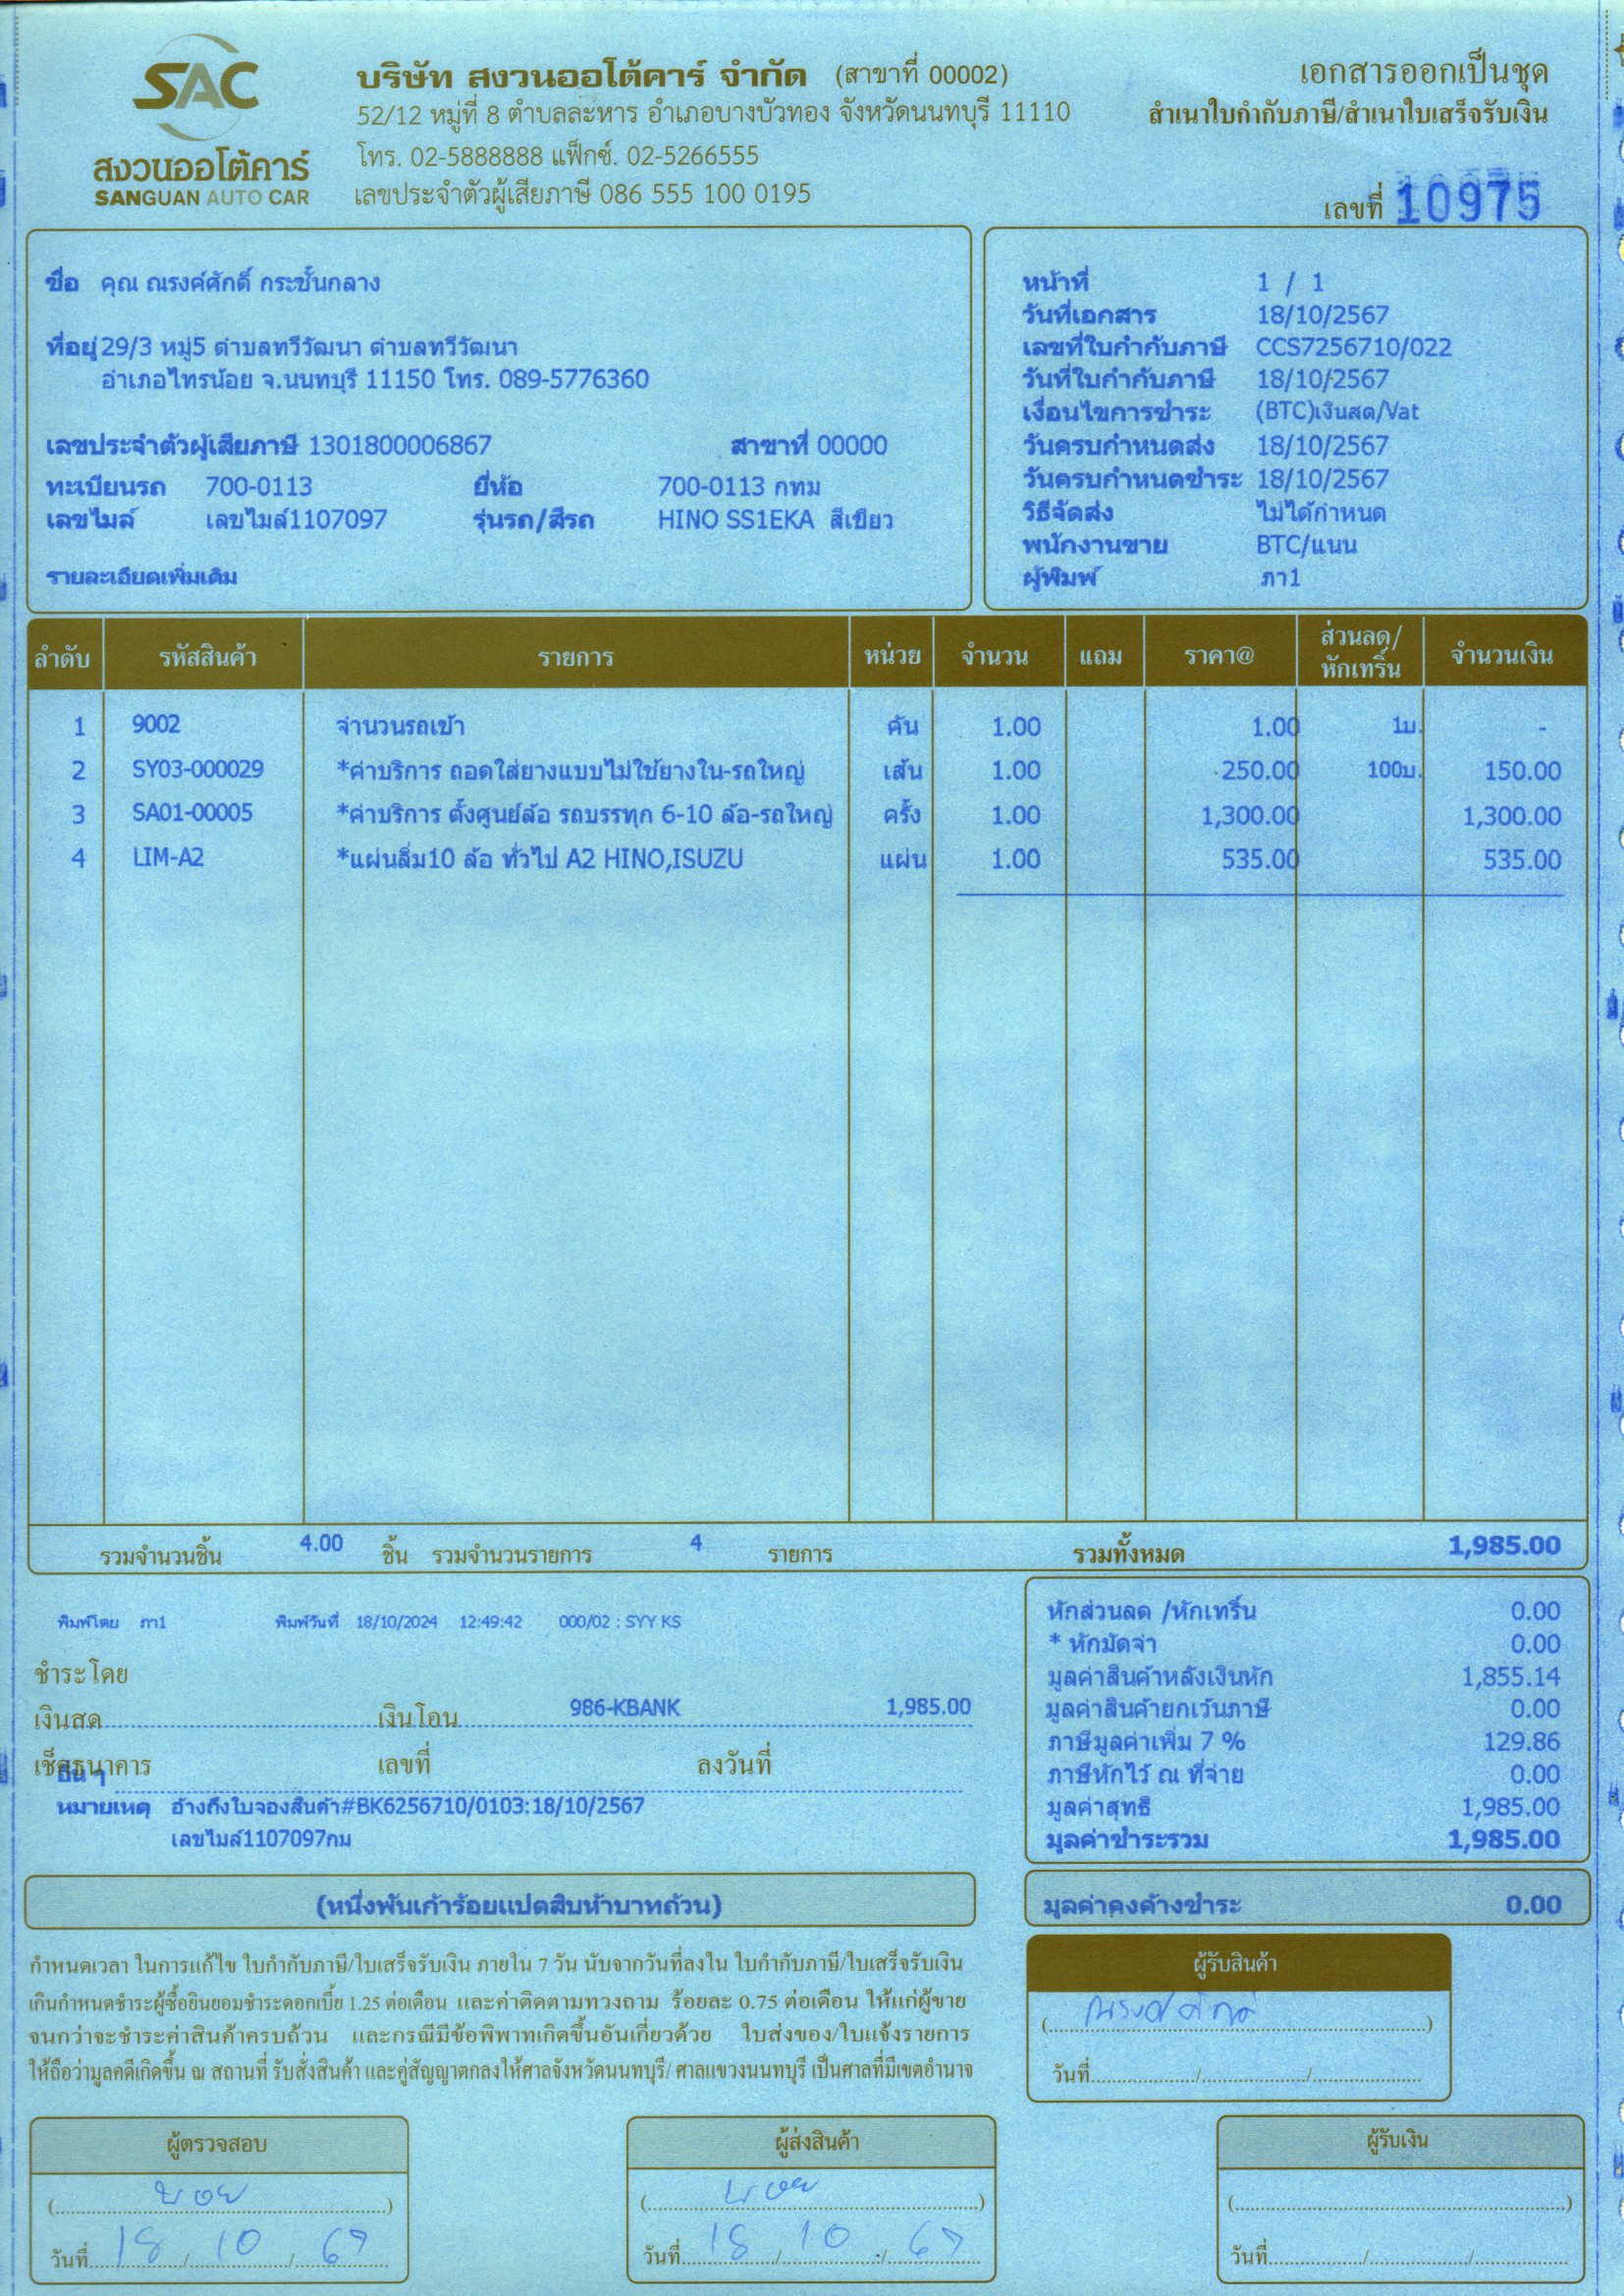 SAC
สงวนออโต้คาร์
SANGUAN AUTO CAR
บริษัท สงวนออโต้คาร์ จำกัด (สาขาที่ 00002)
52/12 หมู่ที่ 8 ตำบลละหาร อำเภอบางบัวทอง จังหวัดนนทบุรี 11110
โทร. 02-5888888 แฟ็กซ์. 02-5266555
เลขประจำตัวผู้เสียภาษี 086 555 100 0195
เอกสารออกเป็นชุด
สำเนาใบกำกับภาษี/สำเนาใบเสร็จรับเงิน
เลขที่ 10975
ชื่อ คุณ ณรงค์ศักดิ์ กระชั้นกลาง
ที่อยู่ 29/3 หมู่5 ตำบลทวีวัฒนา ตำบลทวีวัฒนา
อำเภอไทรน้อย จ.นนทบุรี 11150 โทร. 089-5776360
เลขประจำตัวผู้เสียภาษี 1301800006867 สาขาที่ 00000
ทะเบียนรถ 700-0113 ยี่ห้อ 700-0113 กทม
เลขไมล์ เลขไมล์1107097 รุ่นรถ/สีรถ HINO SS1EKA สีเขียว
รายละเอียดเพิ่มเติม
หน้าที่ 1 / 1
วันที่เอกสาร 18/10/2567
เลขที่ใบกำกับภาษี CCS7256710/022
วันที่ใบกำกับภาษี 18/10/2567
เงื่อนไขการชำระ (BTC)เงินสด/Vat
วันครบกำหนดส่ง 18/10/2567
วันครบกำหนดชำระ 18/10/2567
วิธีจัดส่ง ไม่ได้กำหนด
พนักงานขาย BTC/แนน
ผู้พิมพ์ ภา1
ลำดับ รหัสสินค้า รายการ หน่วย จำนวน แถม ราคา@ ส่วนลด/หักเทริ์น จำนวนเงิน
1 9002 จำนวนรถเข้า คัน 1.00 1.00 1บ. -
2 SY03-000029 *ค่าบริการ ถอดใส่ยางแบบไม่ใช้ยางใน-รถใหญ่ เส้น 1.00 250.00 100บ. 150.00
3 SA01-00005 *ค่าบริการ ตั้งศูนย์ล้อ รถบรรทุก 6-10 ล้อ-รถใหญ่ ครั้ง 1.00 1,300.00 1,300.00
4 LIM-A2 *แผ่นลิ่ม10 ล้อ ทั่วไป A2 HINO,ISUZU แผ่น 1.00 535.00 535.00
รวมจำนวนชิ้น 4.00 ชิ้น รวมจำนวนรายการ 4 รายการ รวมทั้งหมด 1,985.00
พิมพ์โดย ภา1 พิมพ์วันที่ 18/10/2024 12:49:42 000/02 : SYY KS
ชำระโดย
เงินสด เงินโอน 986-KBANK 1,985.00
เช็คธนาคาร เลขที่ ลงวันที่
อื่น ๆ
หมายเหตุ อ้างถึงใบจองสินค้า#BK6256710/0103:18/10/2567
เลขไมล์1107097กม
หักส่วนลด /หักเทริ์น 0.00
* หักมัดจำ 0.00
มูลค่าสินค้าหลังเงินหัก 1,855.14
มูลค่าสินค้ายกเว้นภาษี 0.00
ภาษีมูลค่าเพิ่ม 7 % 129.86
ภาษีหักไว้ ณ ที่จ่าย 0.00
มูลค่าสุทธิ 1,985.00
มูลค่าชำระรวม 1,985.00
(หนึ่งพันเก้าร้อยแปดสิบห้าบาทถ้วน)
มูลค่าคงค้างชำระ 0.00
กำหนดเวลา ในการแก้ไข ใบกำกับภาษี/ใบเสร็จรับเงิน ภายใน 7 วัน นับจากวันที่ลงใน ใบกำกับภาษี/ใบเสร็จรับเงิน
เกินกำหนดชำระผู้ซื้อยินยอมชำระดอกเบี้ย 1.25 ต่อเดือน และค่าติดตามทวงถาม ร้อยละ 0.75 ต่อเดือน ให้แก่ผู้ขาย
จนกว่าจะชำระค่าสินค้าครบถ้วน และกรณีมีข้อพิพาทเกิดขึ้นอันเกี่ยวด้วย ใบส่งของ/ใบแจ้งรายการ
ให้ถือว่ามูลคดีเกิดขึ้น ณ สถานที่ รับสั่งสินค้า และคู่สัญญาตกลงให้ศาลจังหวัดนนทบุรี/ ศาลแขวงนนทบุรี เป็นศาลที่มีเขตอำนาจ
ผู้รับสินค้า
(ณรงค์ศักดิ์)
วันที่ / /
ผู้ตรวจสอบ
วันที่ 18 / 10 / 67
ผู้ส่งสินค้า
วันที่ 18 / 10 / 67
ผู้รับเงิน
( )
วันที่ / /